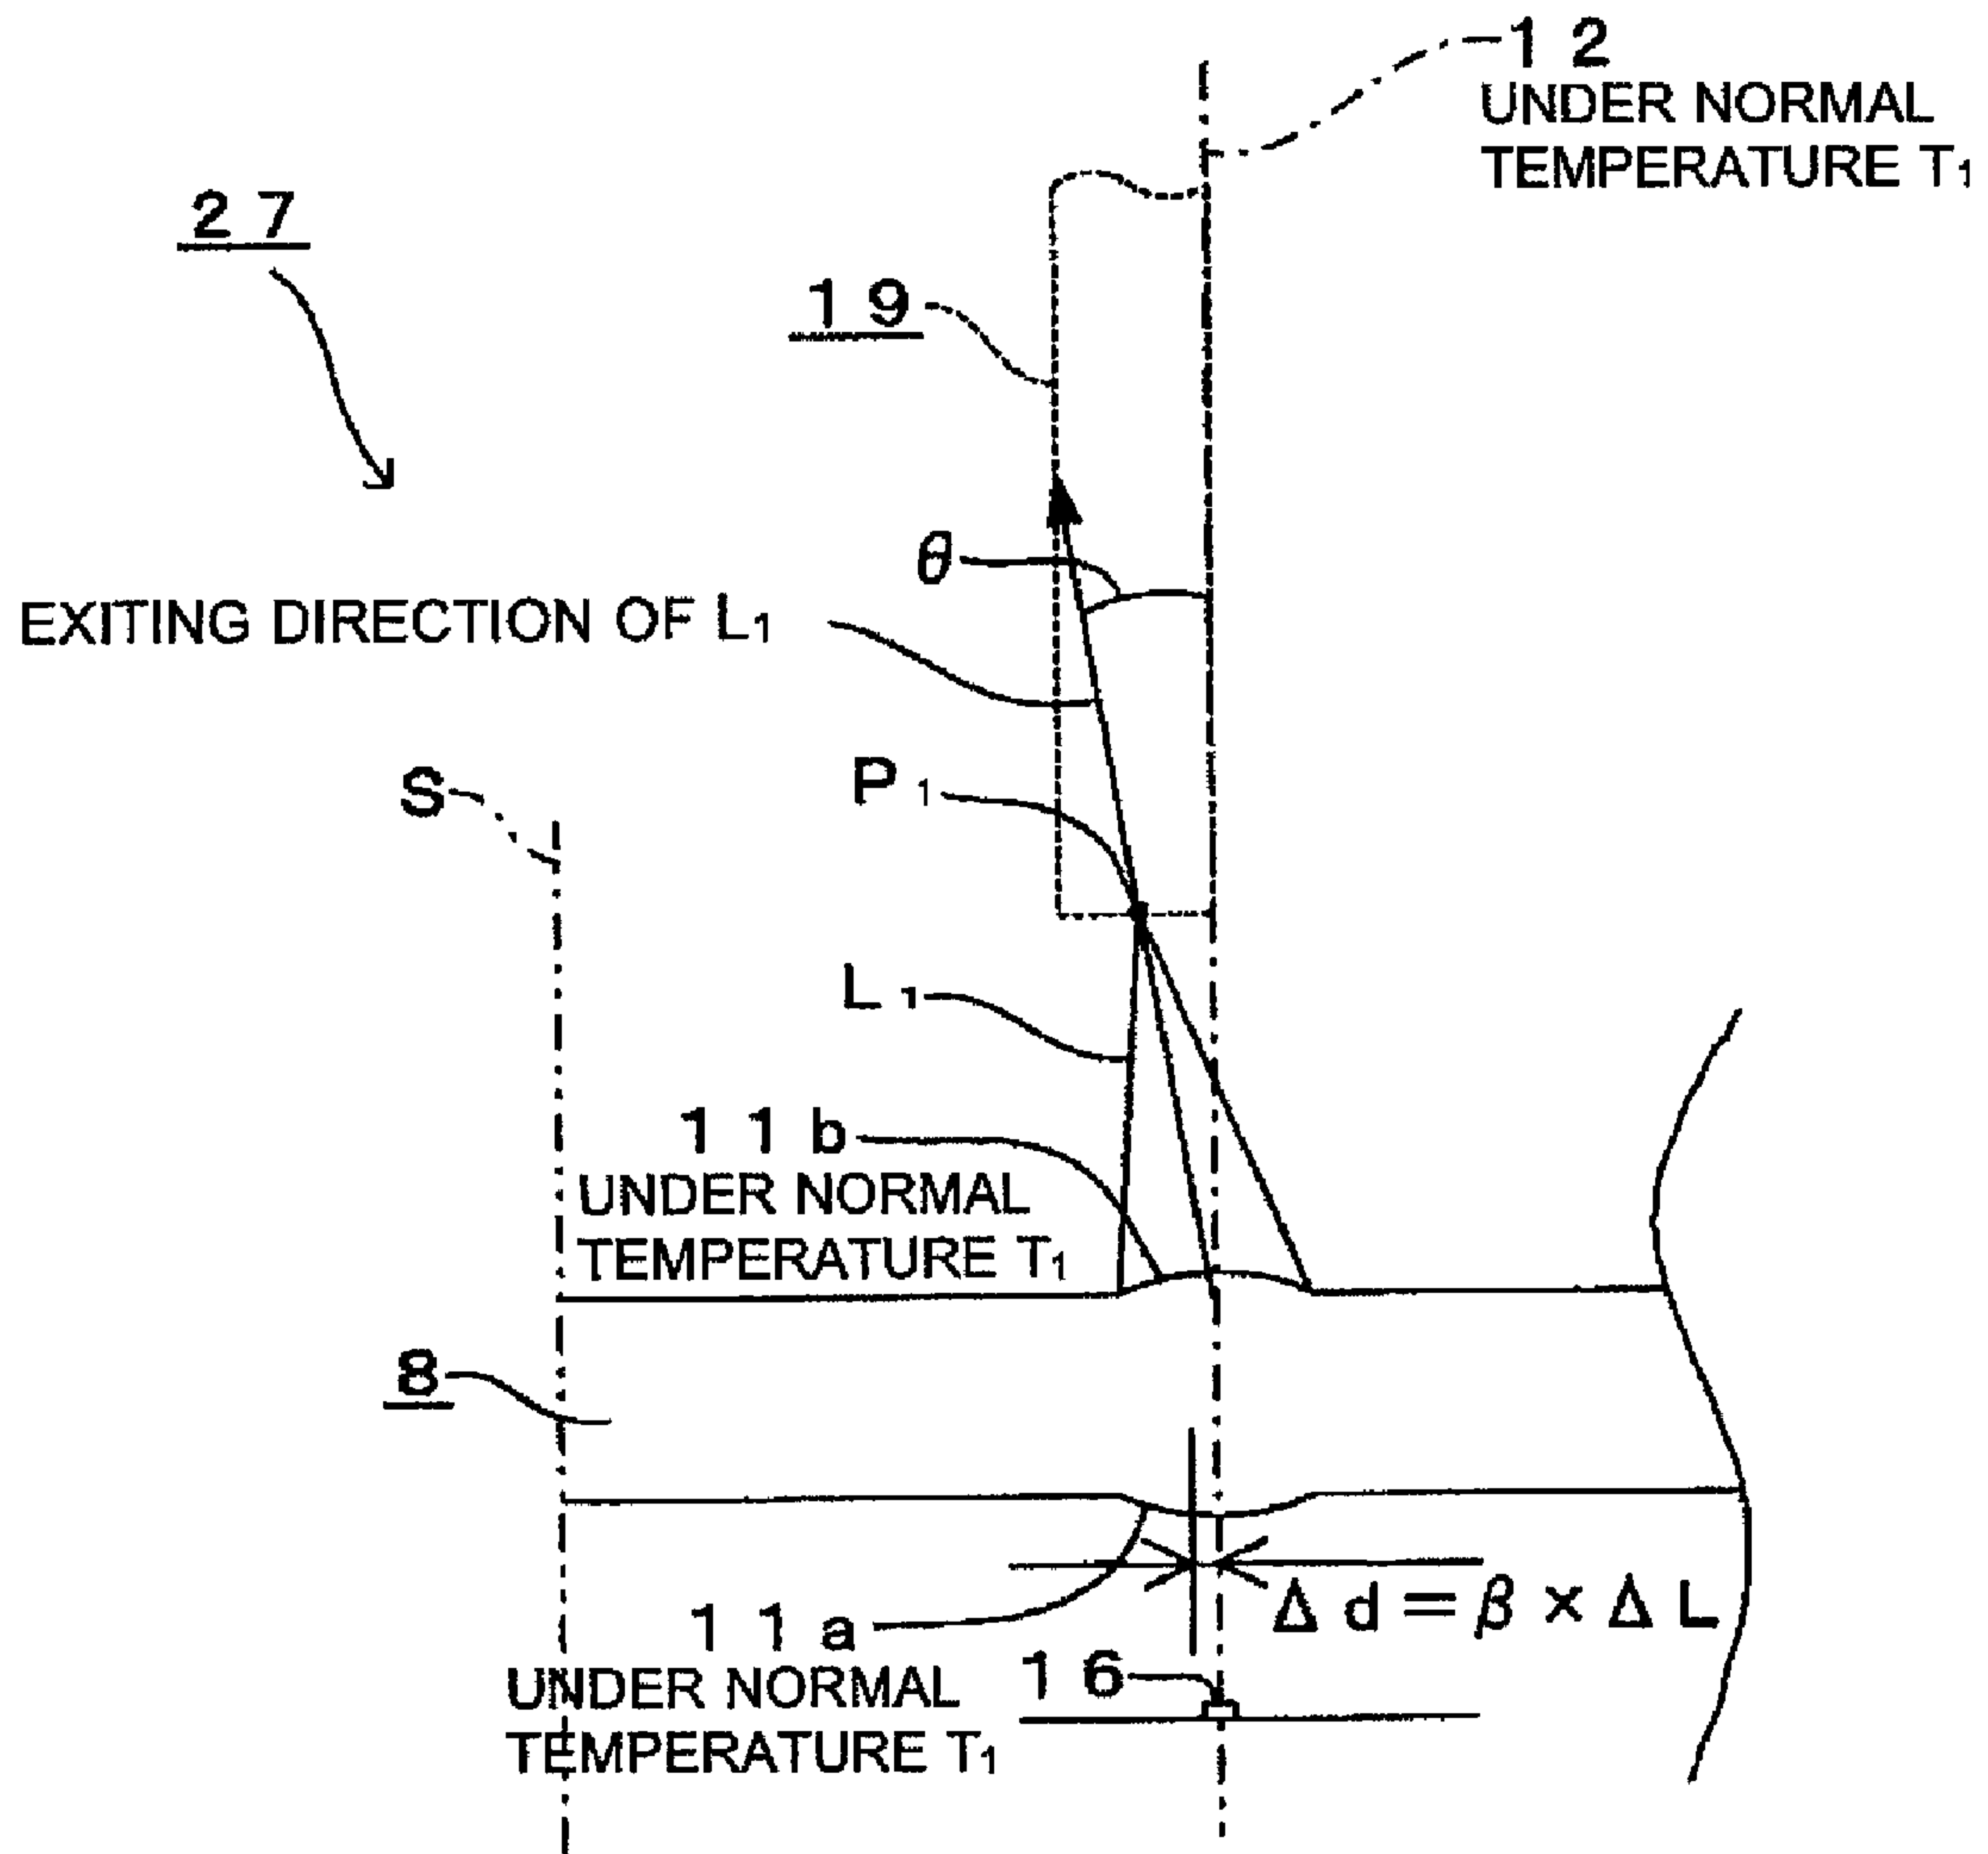 12
UNDER NORMAL
TEMPERATURE T₁
27
19
θ
EXITING DIRECTION OF L₁
P₁
S
L₁
11b
UNDER NORMAL
TEMPERATURE T₁
8
Δd=β×ΔL
11a
UNDER NORMAL
TEMPERATURE T₁
16